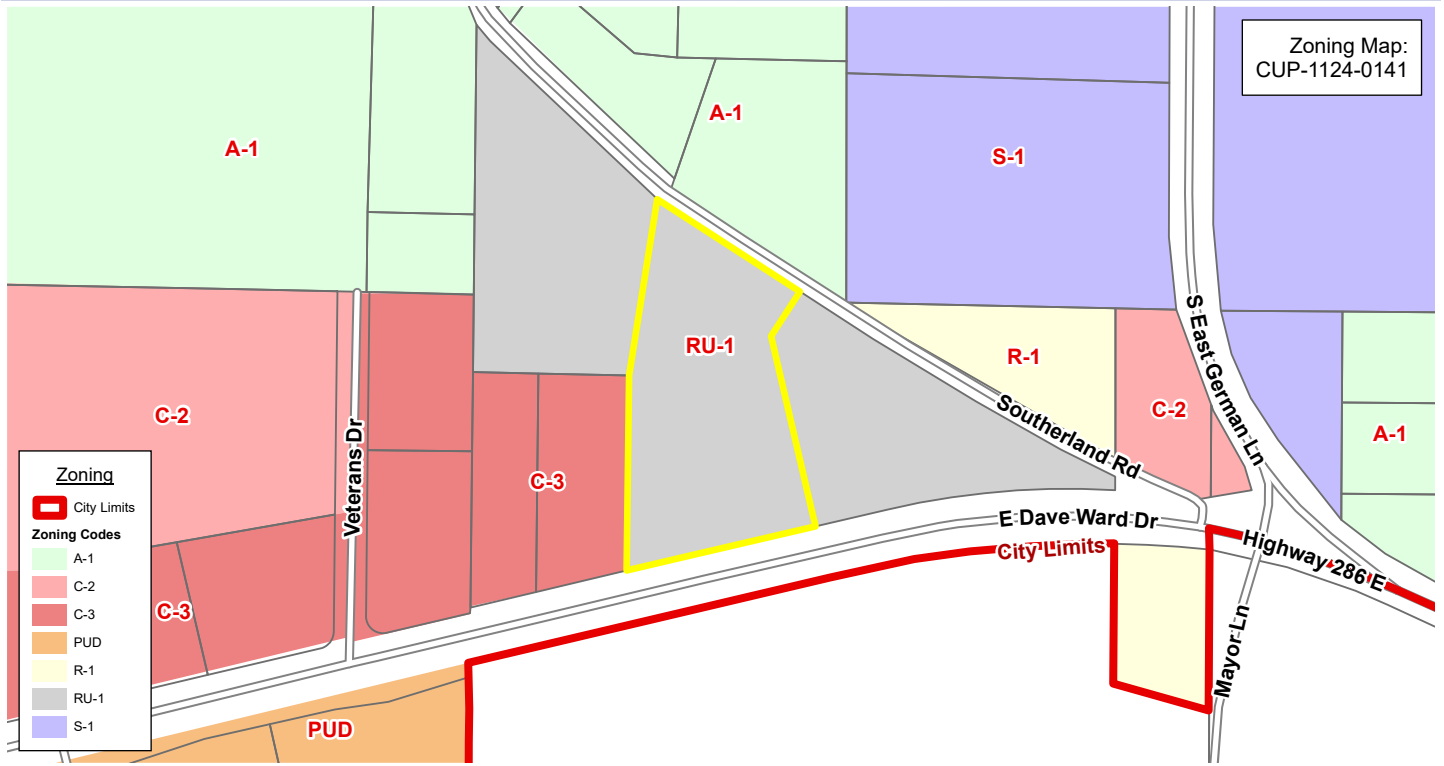 Zoning Map:
CUP-1124-0141
A-1
A-1
S-1
RU-1
R-1
C-2
C-2
A-1
C-3
C-3
PUD
S East German Ln
Southerland Rd
Veterans Dr
E Dave Ward Dr
City Limits
Highway 286 E
Mayor Ln
Zoning
City Limits
Zoning Codes
A-1
C-2
C-3
PUD
R-1
RU-1
S-1